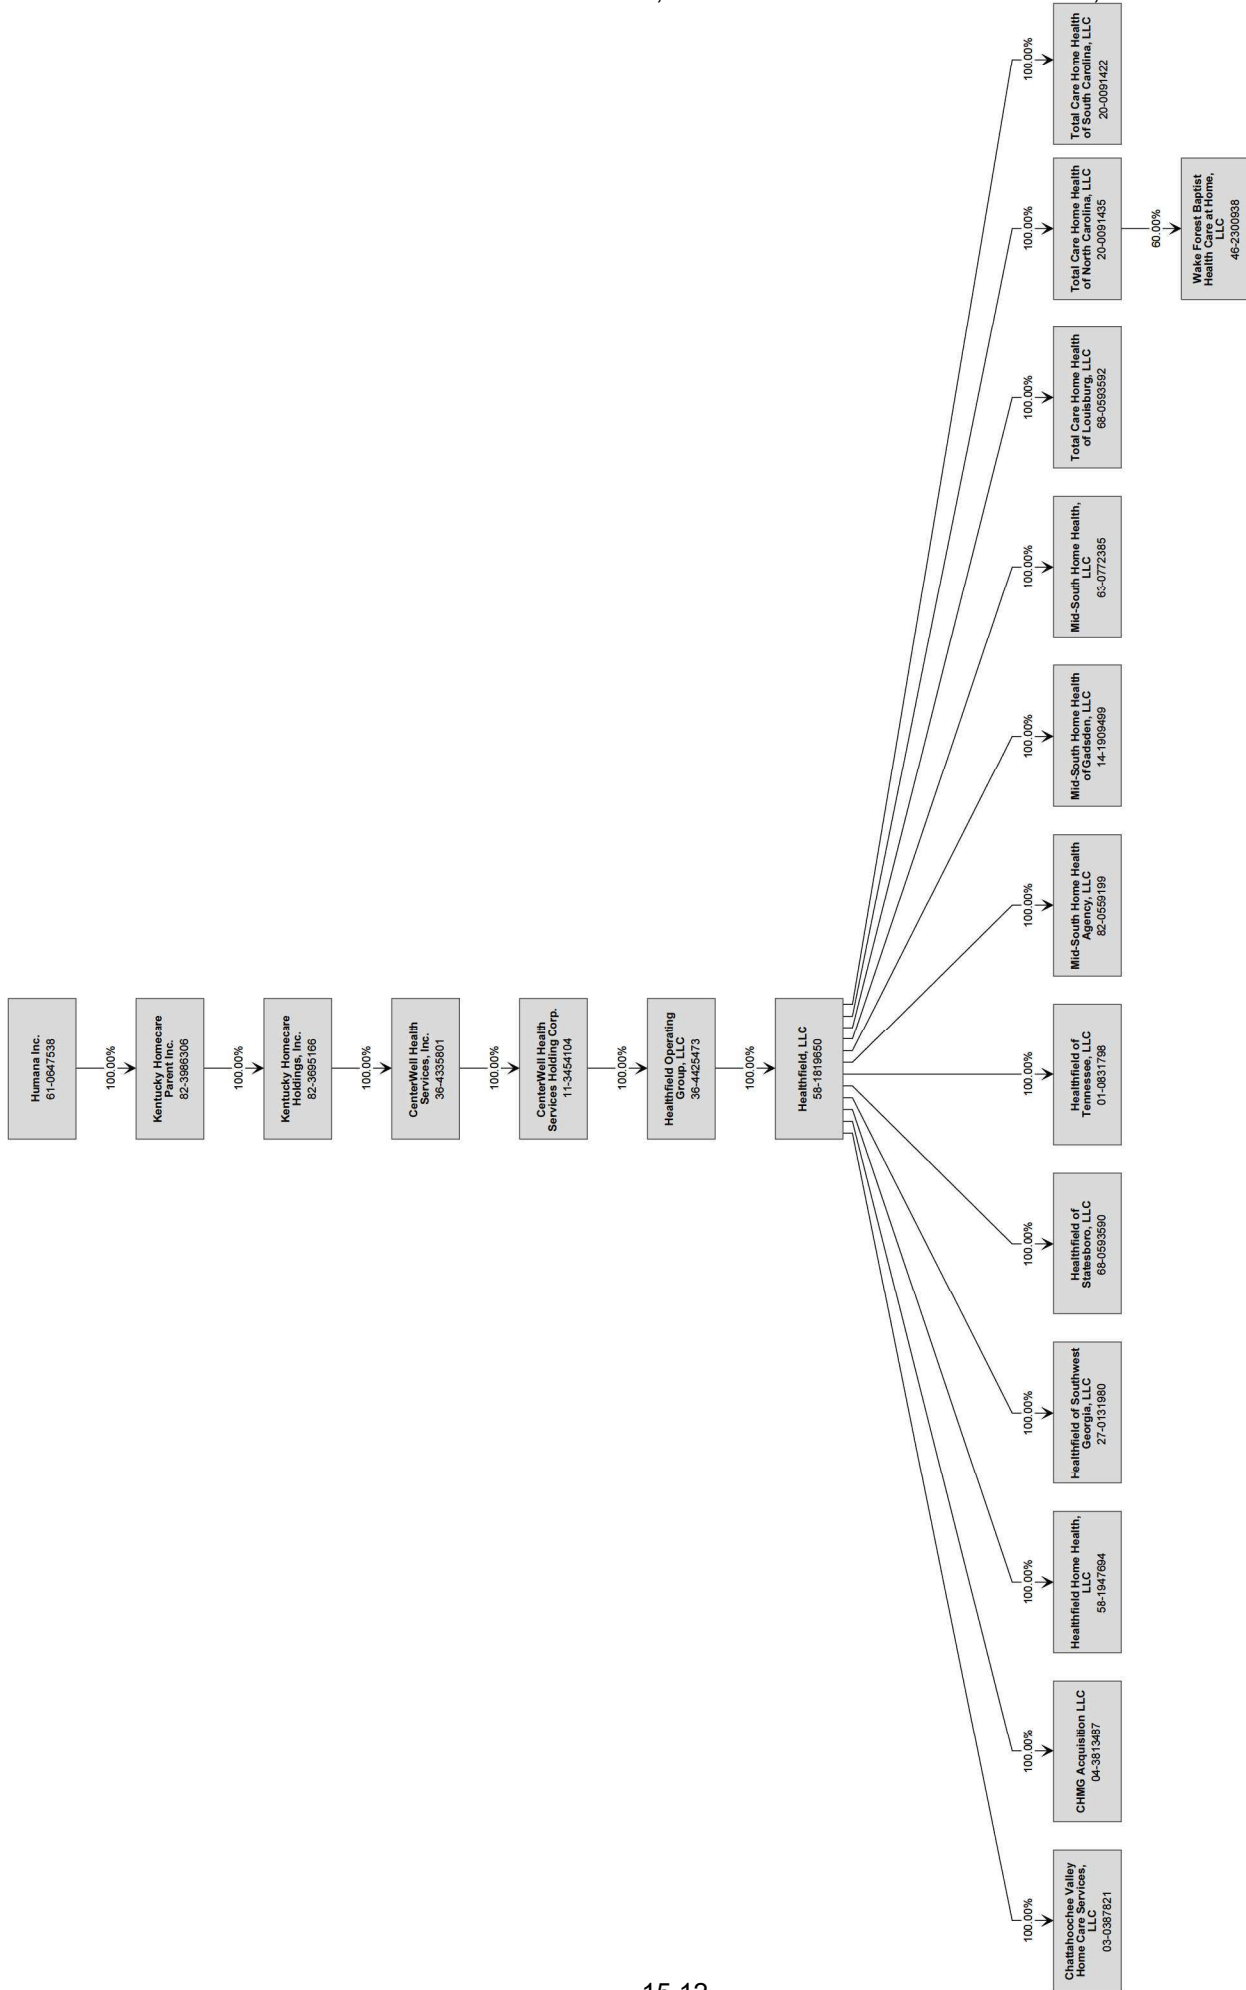 Humana Inc.
61-0647538
100.00%
Kentucky Homecare
Parent Inc.
82-3986306
100.00%
Kentucky Homecare
Holdings, Inc.
82-3695166
100.00%
CenterWell Health
Services, Inc.
36-4335801
100.00%
CenterWell Health
Services Holding Corp.
11-3454104
100.00%
Healthfield Operating
Group, LLC
36-4425473
100.00%
Healthfield, LLC
58-1819650
100.00%
100.00%
100.00%
100.00%
100.00%
100.00%
100.00%
100.00%
100.00%
100.00%
100.00%
100.00%
Chattahoochee Valley
Home Care Services,
LLC
03-0387821
CHMG Acquisition LLC
04-3813487
Healthfield Home Health,
LLC
58-1947694
Healthfield of Southwest
Georgia, LLC
27-0131980
Healthfield of
Statesboro, LLC
68-0593590
Healthfield of
Tennessee, LLC
01-0831798
Mid-South Home Health
Agency, LLC
82-0559199
Mid-South Home Health
of Gadsden, LLC
14-1909499
Mid-South Home Health,
LLC
63-0772385
Total Care Home Health
of Louisburg, LLC
68-0593592
Total Care Home Health
of North Carolina, LLC
20-0091435
Total Care Home Health
of South Carolina, LLC
20-0091422
60.00%
Wake Forest Baptist
Health Care at Home,
LLC
46-2300938